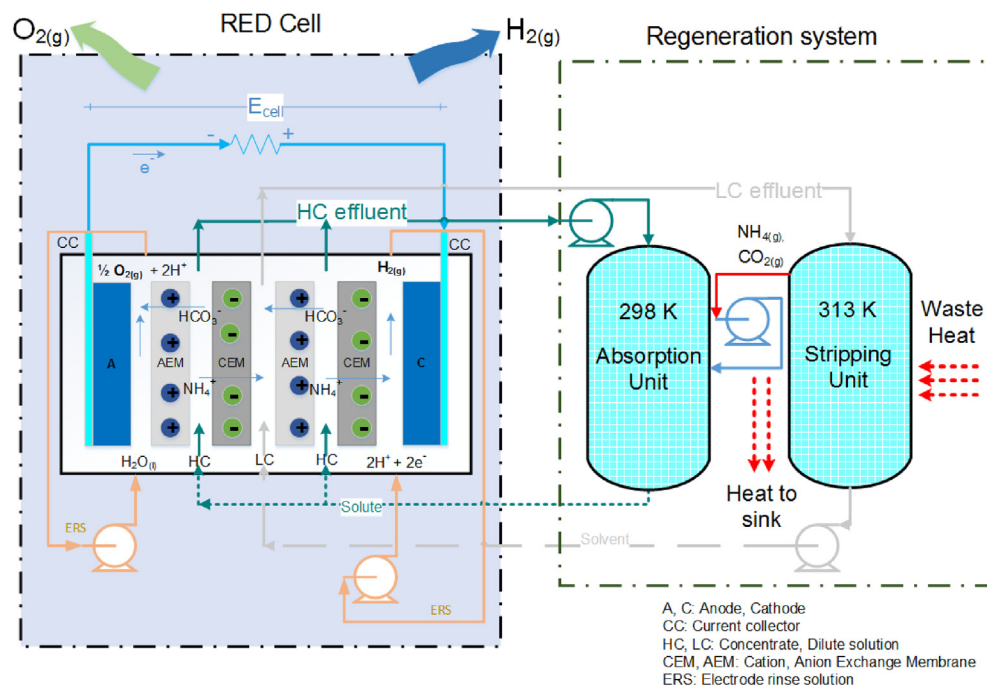 O2(g)
RED Cell
H2(g)
Regeneration system
Ecell
-
+
e-
LC effluent
HC effluent
NH4(g),
CO2(g)
CC
CC
½ O2(g) + 2H+
H2(g)
298 K
Absorption
Unit
313 K
Stripping
Unit
Waste
Heat
HCO3-
HCO3-
A
AEM
CEM
AEM
CEM
C
NH4+
NH4+
+ + + +
- - - -
+ + + +
- - - -
H2O(l)
HC
LC
HC
2H+ + 2e-
Heat to
sink
Solute
ERS
Solvent
ERS
A, C: Anode, Cathode
CC: Current collector
HC, LC: Concentrate, Dilute solution
CEM, AEM: Cation, Anion Exchange Membrane
ERS: Electrode rinse solution